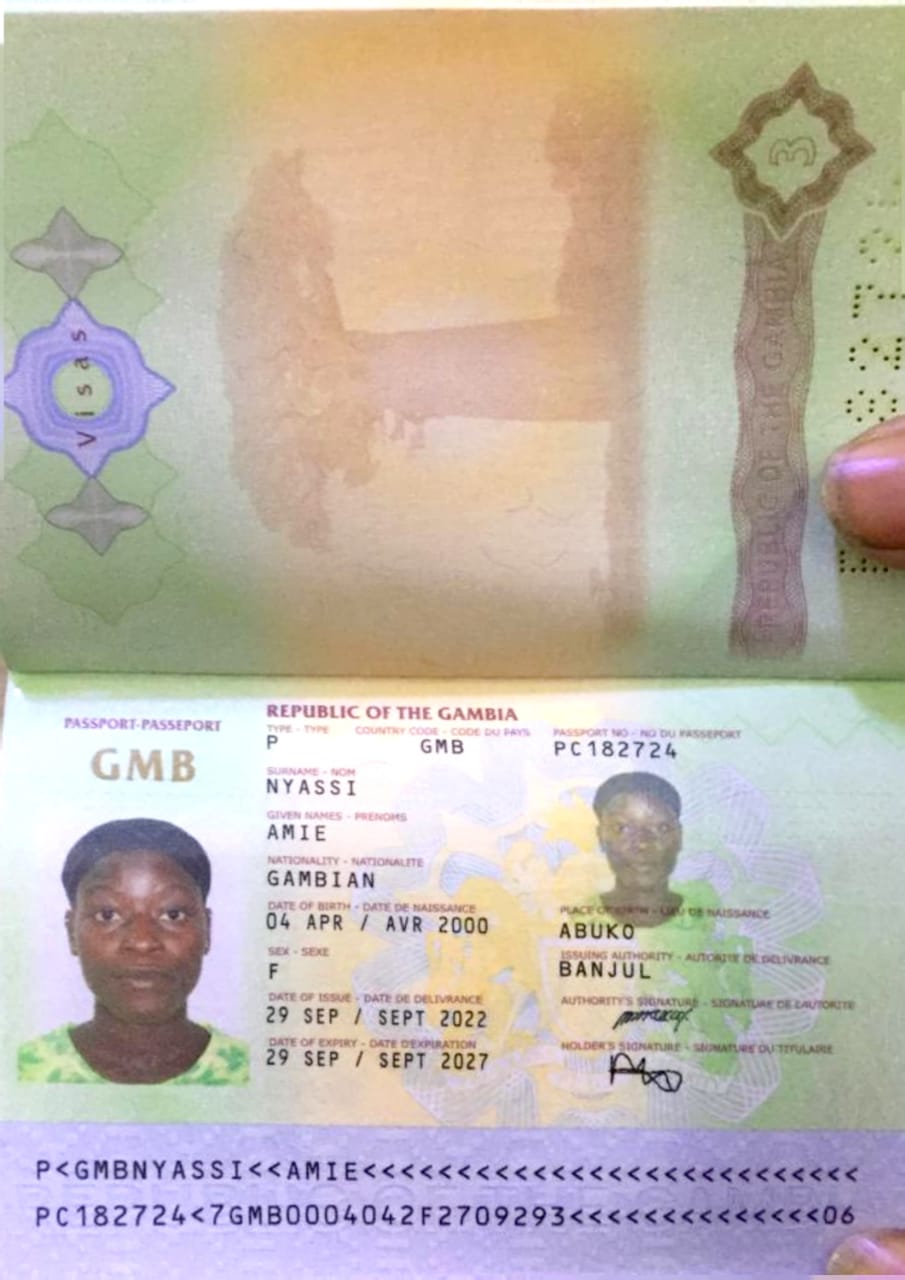 Visas
3
REPUBLIC OF THE GAMBIA
PASSPORT-PASSEPORT
GMB
REPUBLIC OF THE GAMBIA
TYPE - TYPE COUNTRY CODE - CODE DU PAYS PASSPORT NO - NO DU PASSEPORT
P GMB PC182724
SURNAME - NOM
NYASSI
GIVEN NAMES - PRENOMS
AMIE
NATIONALITY - NATIONALITE
GAMBIAN
DATE OF BIRTH - DATE DE NAISSANCE PLACE OF BIRTH - LIEU DE NAISSANCE
04 APR / AVR 2000 ABUKO
SEX - SEXE ISSUING AUTHORITY - AUTORITE DE DELIVRANCE
F BANJUL
DATE OF ISSUE - DATE DE DELIVRANCE AUTHORITY'S SIGNATURE - SIGNATURE DE L'AUTORITE
29 SEP / SEPT 2022
DATE OF EXPIRY - DATE D'EXPIRATION HOLDER'S SIGNATURE - SIGNATURE DU TITULAIRE
29 SEP / SEPT 2027
P<GMBNYASSI<<AMIE<<<<<<<<<<<<<<<<<<<<<<<<<<<
PC182724<7GMB0004042F2709293<<<<<<<<<<<<<<06